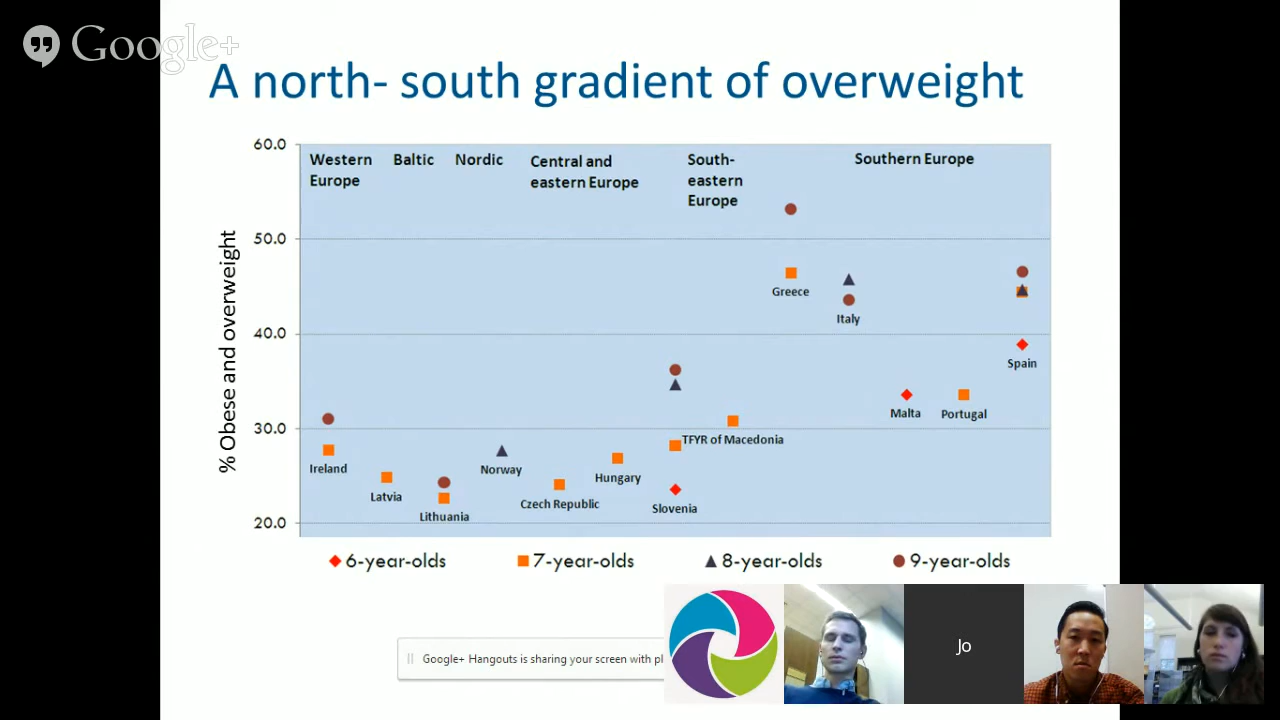 Google+
A north- south gradient of overweight
60.0
50.0
40.0
30.0
20.0
% Obese and overweight
Western
Europe
Baltic
Nordic
Central and
eastern Europe
South-
eastern
Europe
Southern Europe
Greece
Italy
Spain
Malta
Portugal
TFYR of Macedonia
Ireland
Norway
Hungary
Latvia
Czech Republic
Slovenia
Lithuania
6-year-olds
7-year-olds
8-year-olds
9-year-olds
Google+ Hangouts is sharing your screen with
Jo